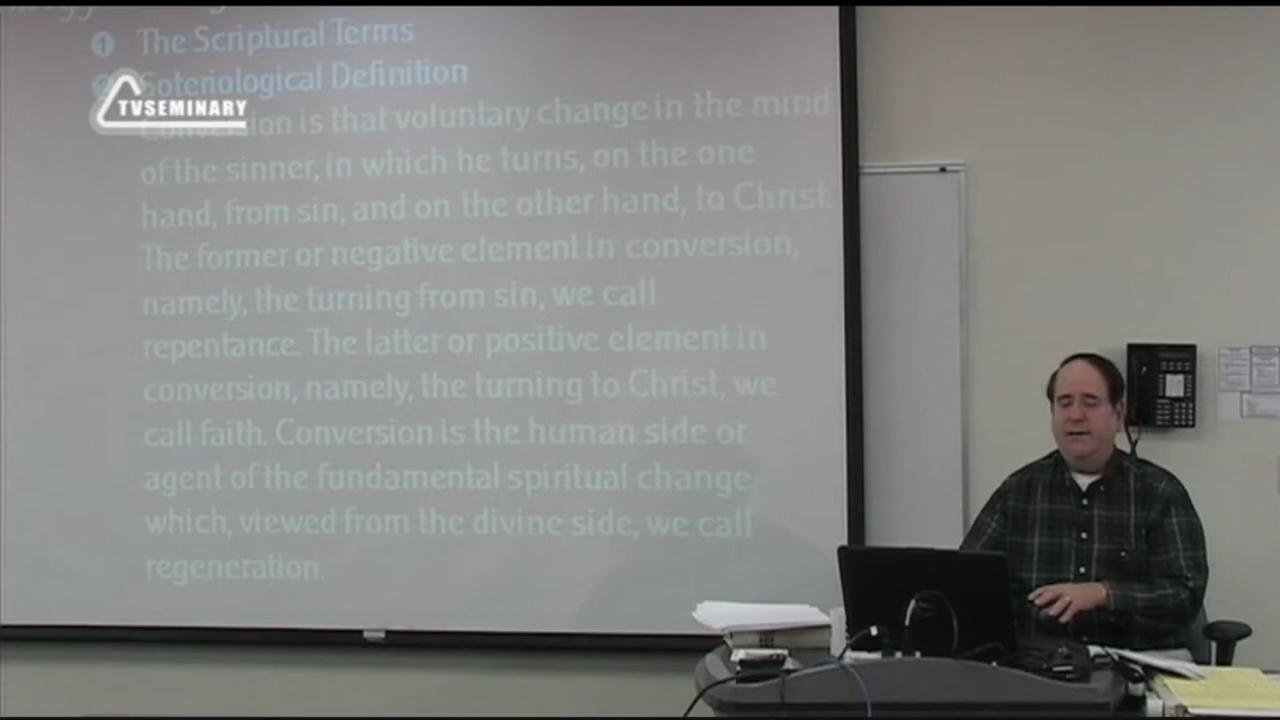 1 The Scriptural Terms
Soteriological Definition
TVSEMINARY
Conversion is that voluntary change in the mind
of the sinner, in which he turns, on the one
hand, from sin, and on the other hand, to Christ.
The former or negative element in conversion,
namely, the turning from sin, we call
repentance. The latter or positive element in
conversion, namely, the turning to Christ, we
call faith. Conversion is the human side or
agent of the fundamental spiritual change
which, viewed from the divine side, we call
regeneration.